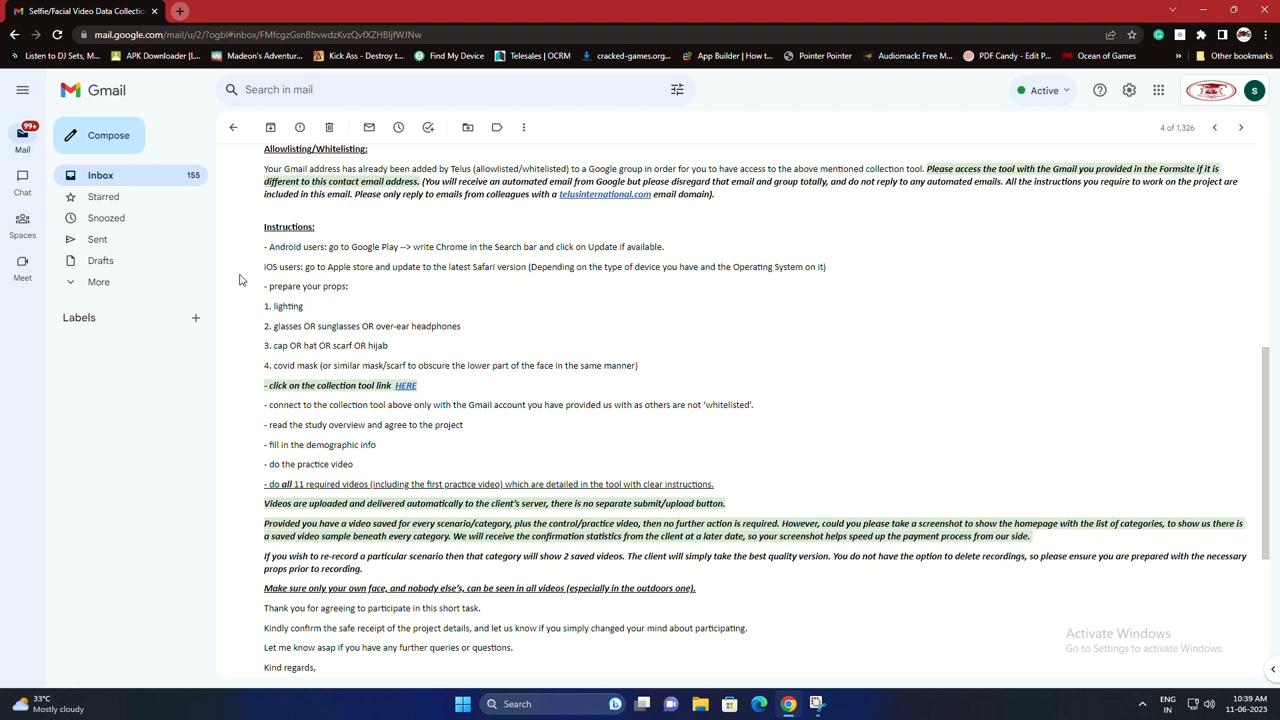 Selfie/Facial Video Data Collectio
mail.google.com/mail/u/2/?ogbl#inbox/FMfcgzGsnBbvwdzKvzQvfXZHBljfWJNw
Listen to DJ Sets, M... APK Downloader [L... Madeon's Adventur... Kick Ass - Destroy t... Find My Device Telesales | OCRM cracked-games.org... App Builder | How t... Pointer Pointer Audiomack: Free M... PDF Candy - Edit P... Ocean of Games » Other bookmarks
Gmail
Search in mail
Active
S
99+
Mail
Chat
Spaces
Meet
Compose
Inbox 155
Starred
Snoozed
Sent
Drafts
More
Labels
4 of 1,326
Allowlisting/Whitelisting:
Your Gmail address has already been added by Telus (allowlisted/whitelisted) to a Google group in order for you to have access to the above mentioned collection tool. Please access the tool with the Gmail you provided in the Formsite if it is
different to this contact email address. (You will receive an automated email from Google but please disregard that email and group totally, and do not reply to any automated emails. All the instructions you require to work on the project are
included in this email. Please only reply to emails from colleagues with a telusinternational.com email domain).
Instructions:
- Android users: go to Google Play --> write Chrome in the Search bar and click on Update if available.
iOS users: go to Apple store and update to the latest Safari version (Depending on the type of device you have and the Operating System on it)
- prepare your props:
1. lighting
2. glasses OR sunglasses OR over-ear headphones
3. cap OR hat OR scarf OR hijab
4. covid mask (or similar mask/scarf to obscure the lower part of the face in the same manner)
- click on the collection tool link HERE
- connect to the collection tool above only with the Gmail account you have provided us with as others are not ‘whitelisted’.
- read the study overview and agree to the project
- fill in the demographic info
- do the practice video
- do all 11 required videos (including the first practice video) which are detailed in the tool with clear instructions.
Videos are uploaded and delivered automatically to the client’s server, there is no separate submit/upload button.
Provided you have a video saved for every scenario/category, plus the control/practice video, then no further action is required. However, could you please take a screenshot to show the homepage with the list of categories, to show us there is
a saved video sample beneath every category. We will receive the confirmation statistics from the client at a later date, so your screenshot helps speed up the payment process from our side.
If you wish to re-record a particular scenario then that category will show 2 saved videos. The client will simply take the best quality version. You do not have the option to delete recordings, so please ensure you are prepared with the necessary
props prior to recording.
Make sure only your own face, and nobody else’s, can be seen in all videos (especially in the outdoors one).
Thank you for agreeing to participate in this short task.
Kindly confirm the safe receipt of the project details, and let us know if you simply changed your mind about participating.
Let me know asap if you have any further queries or questions.
Kind regards,
Activate Windows
Go to Settings to activate Windows.
33°C
Mostly cloudy
Search
ENG
IN
10:39 AM
11-06-2023